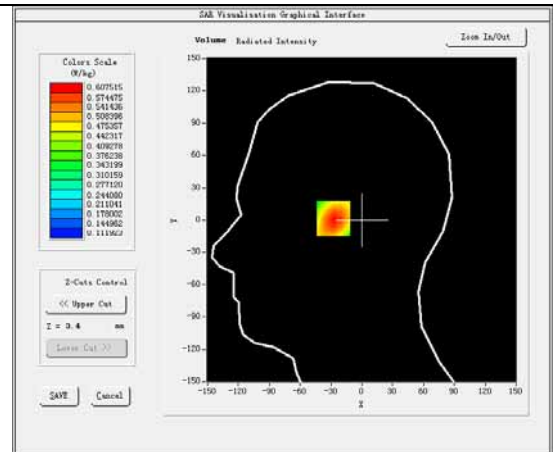 SAR Visualisation Graphical Interface
Volume Radiated Intensity
Zoom In/Out
Colors Scale
(W/kg)
0.607515
0.574475
0.541436
0.508396
0.475357
0.442317
0.409278
0.376238
0.343199
0.310159
0.277120
0.244080
0.211041
0.178002
0.144962
0.111923
150
120
90
60
30
0
-30
-60
-90
-120
-150
Y
-150 -120 -90 -60 -30 0 30 60 90 120 150
X
Z-Cuts Control
<< Upper Cut
Z = 3.4 mm
Lower Cut >>
SAVE Cancel